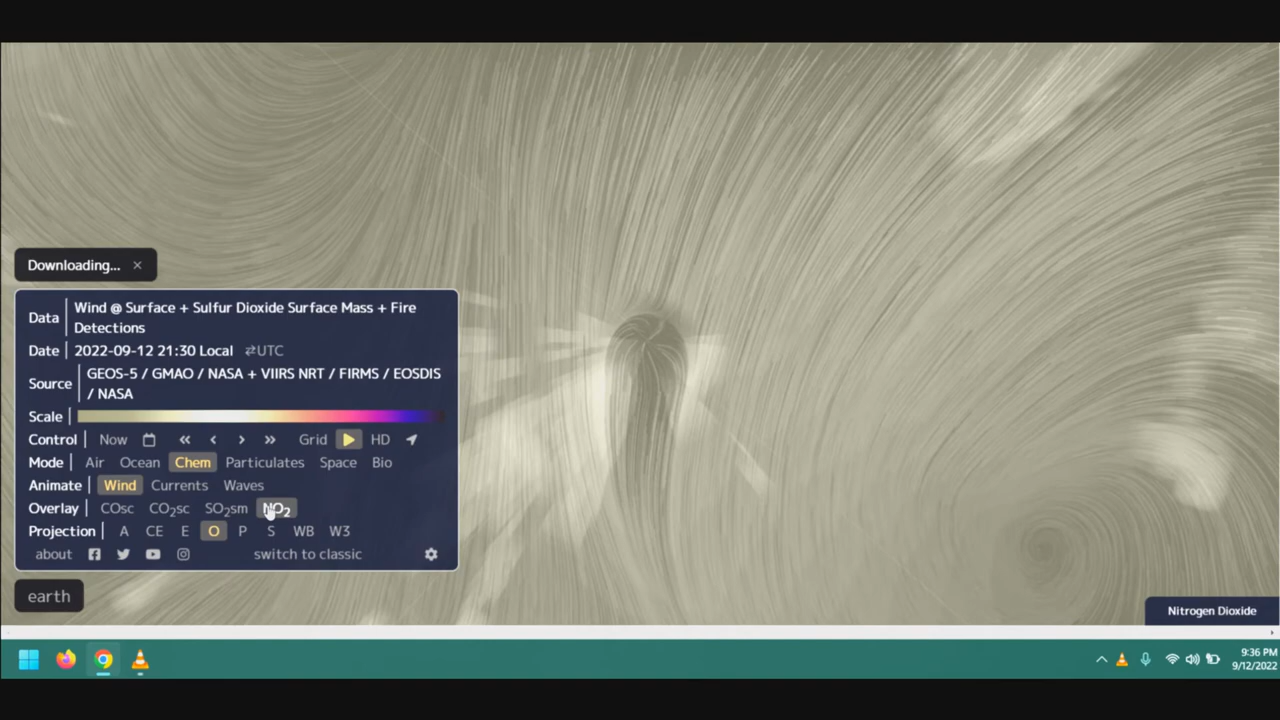 Downloading... ×
Data | Wind @ Surface + Sulfur Dioxide Surface Mass + Fire
Detections
Date | 2022-09-12 21:30 Local ⇄UTC
Source | GEOS-5 / GMAO / NASA + VIIRS NRT / FIRMS / EOSDIS
/ NASA
Scale |
Control | Now « ‹ › » Grid HD
Mode | Air Ocean Chem Particulates Space Bio
Animate | Wind Currents Waves
Overlay | COsc CO₂sc SO₂sm NO₂
Projection | A CE E O P S WB W3
about switch to classic
earth
Nitrogen Dioxide
9:36 PM
9/12/2022